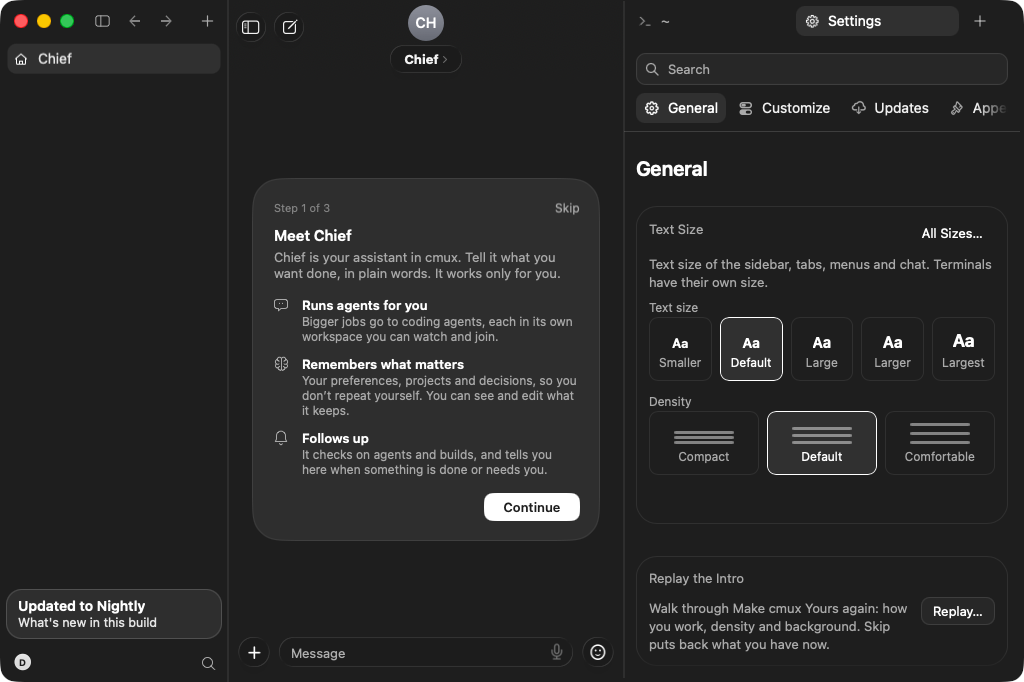 Chief
Updated to Nightly
What's new in this build
D
CH
Chief ›
Step 1 of 3
Skip
Meet Chief
Chief is your assistant in cmux. Tell it what you
want done, in plain words. It works only for you.
Runs agents for you
Bigger jobs go to coding agents, each in its own
workspace you can watch and join.
Remembers what matters
Your preferences, projects and decisions, so you
don't repeat yourself. You can see and edit what
it keeps.
Follows up
It checks on agents and builds, and tells you
here when something is done or needs you.
Continue
Message
~
Settings
Search
General
Customize
Updates
Appe
General
Text Size
All Sizes...
Text size of the sidebar, tabs, menus and chat. Terminals
have their own size.
Text size
Aa Aa Aa Aa Aa
Smaller Default Large Larger Largest
Density
Compact Default Comfortable
Replay the Intro
Walk through Make cmux Yours again: how
you work, density and background. Skip
puts back what you have now.
Replay...